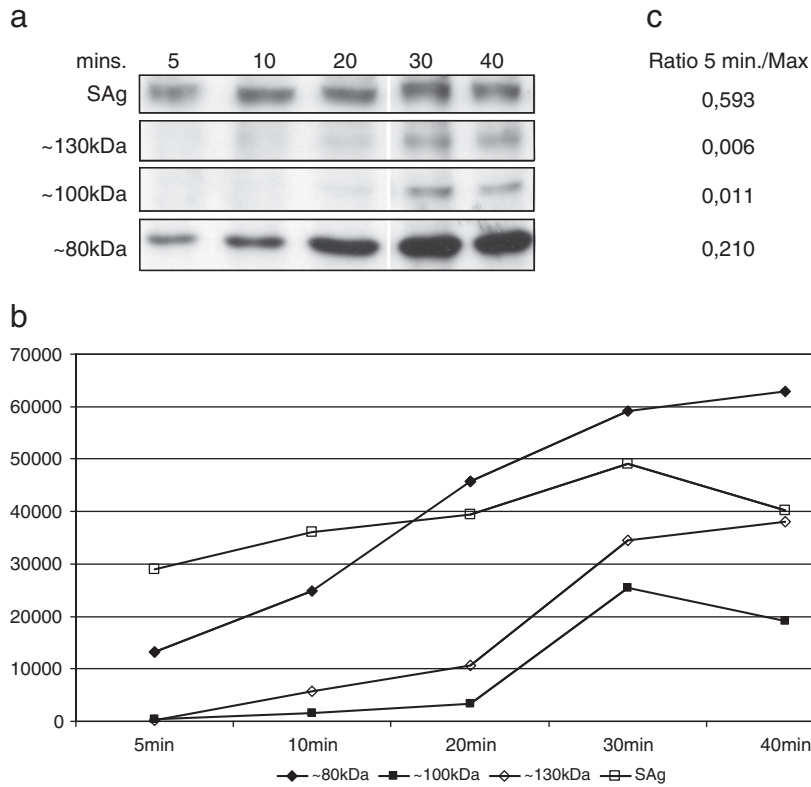 a
c
mins. 5 10 20 30 40
Ratio 5 min./Max
SAg
0,593
~130kDa
0,006
~100kDa
0,011
~80kDa
0,210
b
70000
60000
50000
40000
30000
20000
10000
0
5min 10min 20min 30min 40min
~80kDa ~100kDa ~130kDa SAg